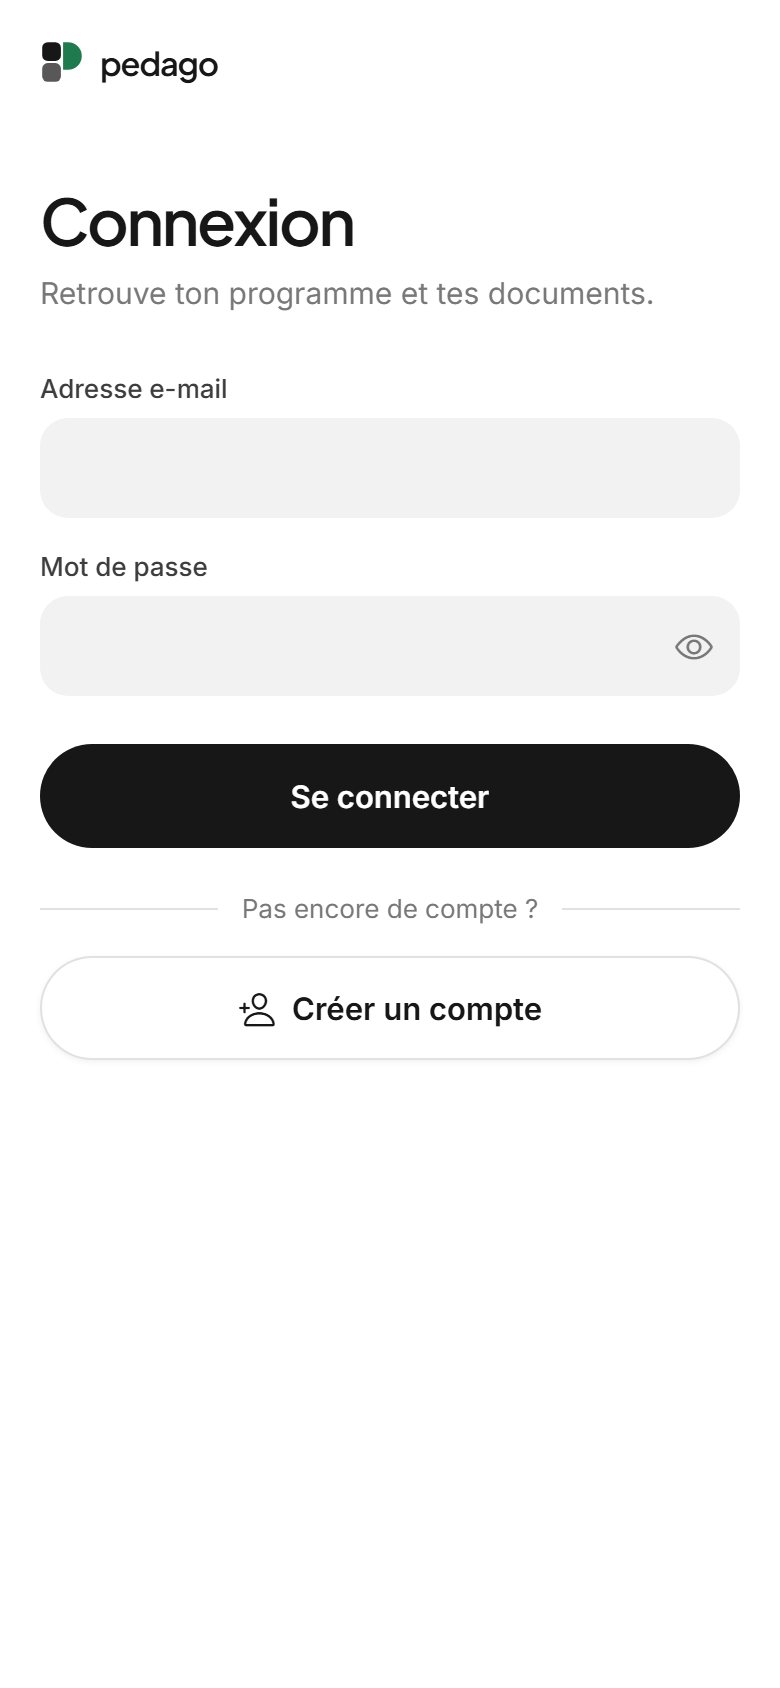 pedago
Connexion
Retrouve ton programme et tes documents.
Adresse e-mail
Mot de passe
Se connecter
Pas encore de compte ?
Créer un compte